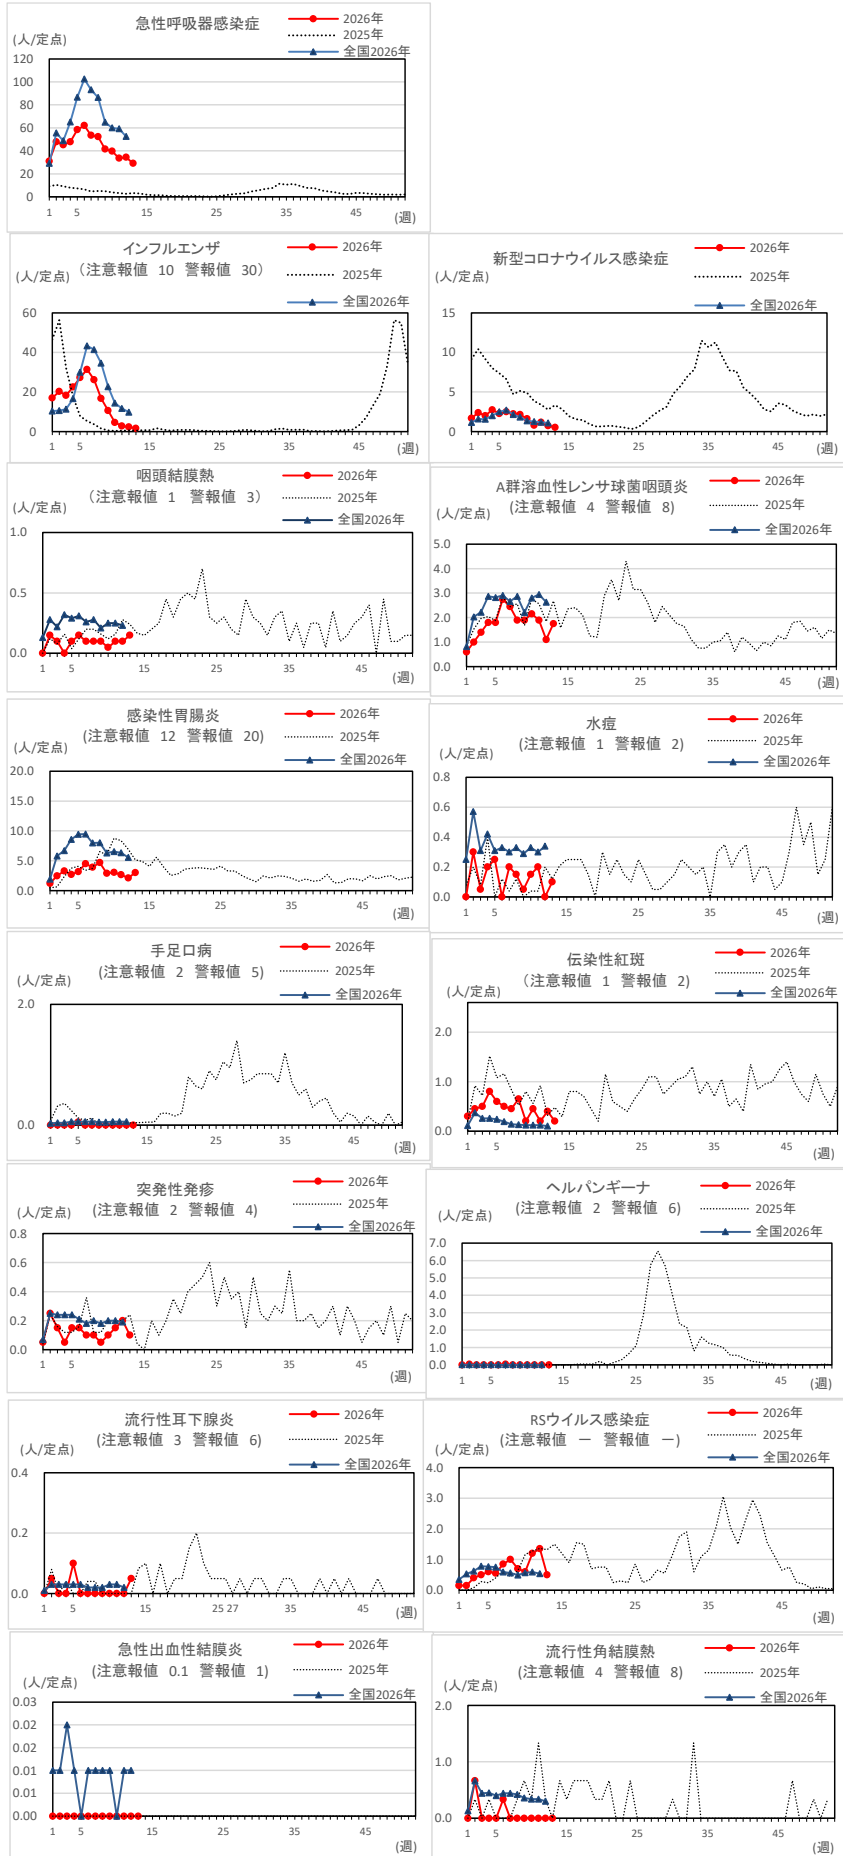 急性呼吸器感染症
2026年
2025年
全国2026年
(人/定点)
120
100
80
60
40
20
0
1 5 15 25 35 45
(週)
インフルエンザ
（注意報値 10 警報値 30）
2026年
2025年
全国2026年
(人/定点)
60
40
20
0
1 5 15 25 35 45
(週)
新型コロナウイルス感染症
2026年
2025年
全国2026年
(人/定点)
15
10
5
0
1 5 15 25 35 45
(週)
咽頭結膜熱
（注意報値 1 警報値 3）
2026年
2025年
全国2026年
(人/定点)
1.0
0.5
0.0
1 5 15 25 35 45
(週)
A群溶血性レンサ球菌咽頭炎
(注意報値 4 警報値 8)
2026年
2025年
全国2026年
(人/定点)
5.0
4.0
3.0
2.0
1.0
0.0
1 5 15 25 35 45
(週)
感染性胃腸炎
(注意報値 12 警報値 20)
2026年
2025年
全国2026年
(人/定点)
20.0
15.0
10.0
5.0
0.0
1 5 15 25 35 45
(週)
水痘
(注意報値 1 警報値 2)
2026年
2025年
全国2026年
(人/定点)
0.8
0.6
0.4
0.2
0.0
1 5 15 25 35 45
(週)
手足口病
(注意報値 2 警報値 5)
2026年
2025年
全国2026年
(人/定点)
2.0
0.0
1 5 15 25 35 45
(週)
伝染性紅斑
（注意報値 1 警報値 2)
2026年
2025年
全国2026年
(人/定点)
2.0
1.0
0.0
1 5 15 25 35 45
(週)
突発性発疹
(注意報値 2 警報値 4)
2026年
2025年
全国2026年
(人/定点)
0.8
0.6
0.4
0.2
0.0
1 5 15 25 35 45
(週)
ヘルパンギーナ
(注意報値 2 警報値 6)
2026年
2025年
全国2026年
(人/定点)
7.0
6.0
5.0
4.0
3.0
2.0
1.0
0.0
1 5 15 25 35 45
(週)
流行性耳下腺炎
(注意報値 3 警報値 6)
2026年
2025年
全国2026年
(人/定点)
0.4
0.2
0.0
1 5 15 25 27 35 45
(週)
RSウイルス感染症
(注意報値 ー 警報値 ー)
2026年
2025年
全国2026年
(人/定点)
4.0
3.0
2.0
1.0
0.0
1 5 15 25 35 45
(週)
急性出血性結膜炎
(注意報値 0.1 警報値 1)
2026年
2025年
全国2026年
(人/定点)
0.03
0.02
0.02
0.01
0.01
0.00
1 5 15 25 35 45
(週)
流行性角結膜熱
(注意報値 4 警報値 8)
2026年
2025年
全国2026年
(人/定点)
2.0
1.0
0.0
1 5 15 25 35 45
(週)